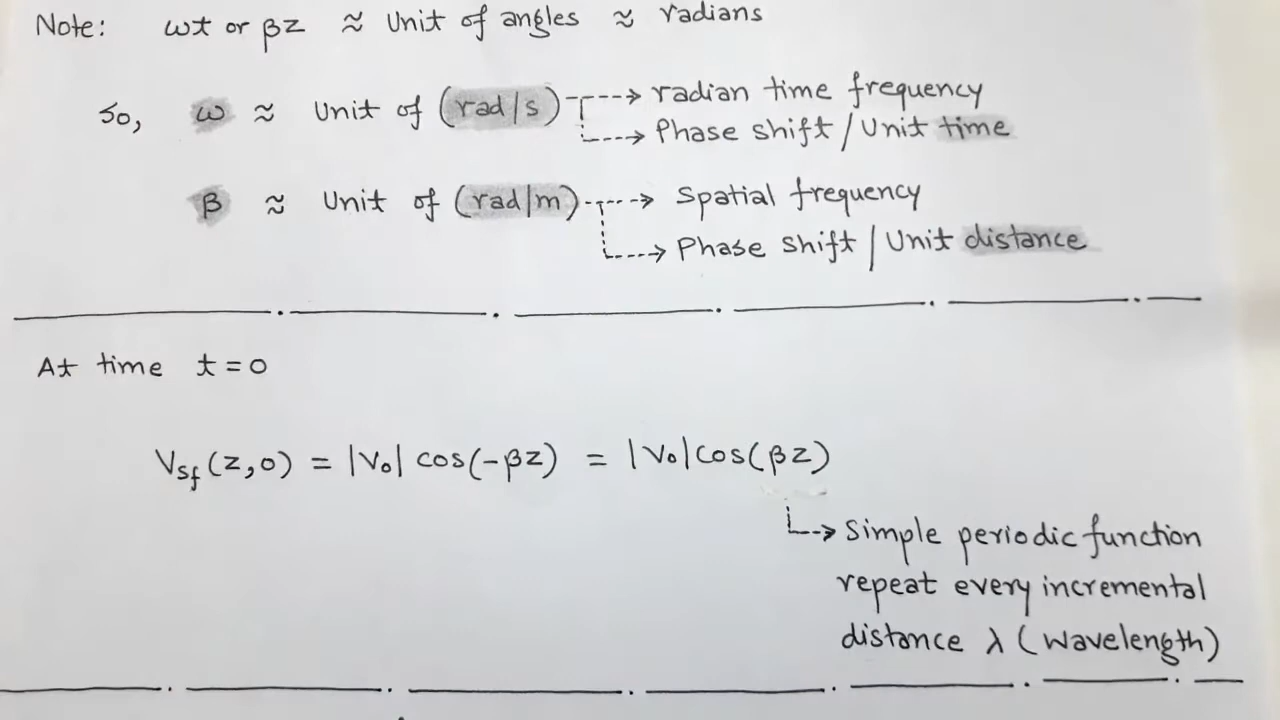 Note: ωt or βz ≈ Unit of angles ≈ radians
So, ω ≈ Unit of (rad/s) --→ radian time frequency
--→ Phase shift / Unit time
β ≈ Unit of (rad/m) --→ Spatial frequency
--→ Phase shift / Unit distance
At time t = 0
Vsf(z,0) = |V₀| cos(-βz) = |V₀| cos(βz)
--→ Simple periodic function
repeat every incremental
distance λ (wavelength)